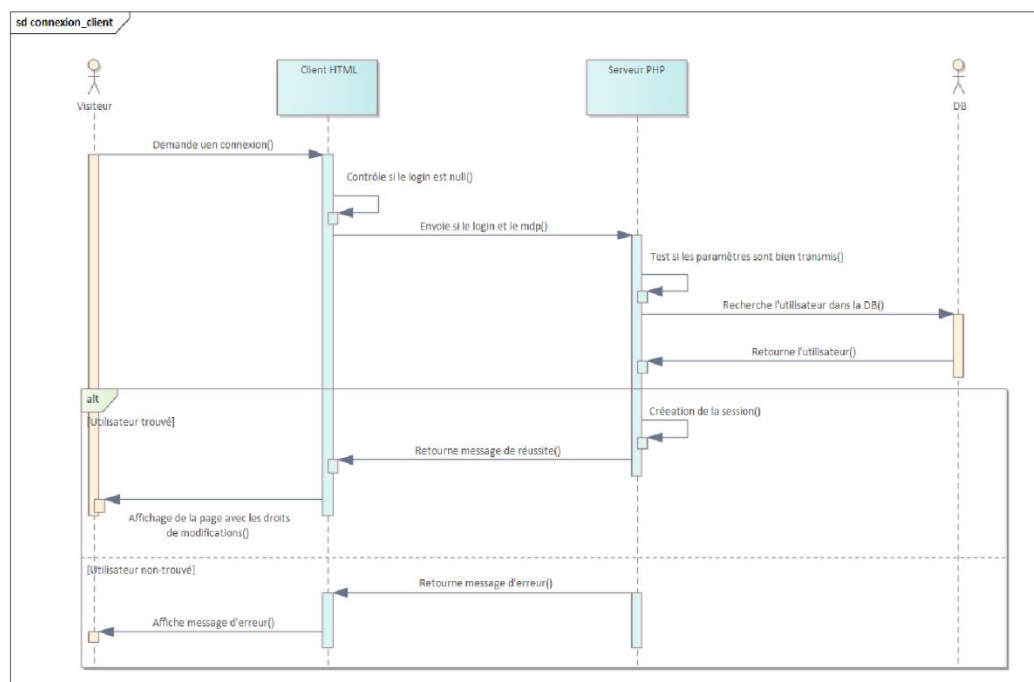 sd connexion_client
Visiteur
Client HTML
Serveur PHP
DB
Demande uen connexion()
Contrôle si le login est null()
Envoie si le login et le mdp()
Test si les paramètres sont bien transmis()
Recherche l'utilisateur dans la DB()
Retourne l'utilisateur()
alt
[Utilisateur trouvé]
Créeation de la session()
Retourne message de réussite()
Affichage de la page avec les droits
de modifications()
[Utilisateur non-trouvé]
Retourne message d'erreur()
Affiche message d'erreur()